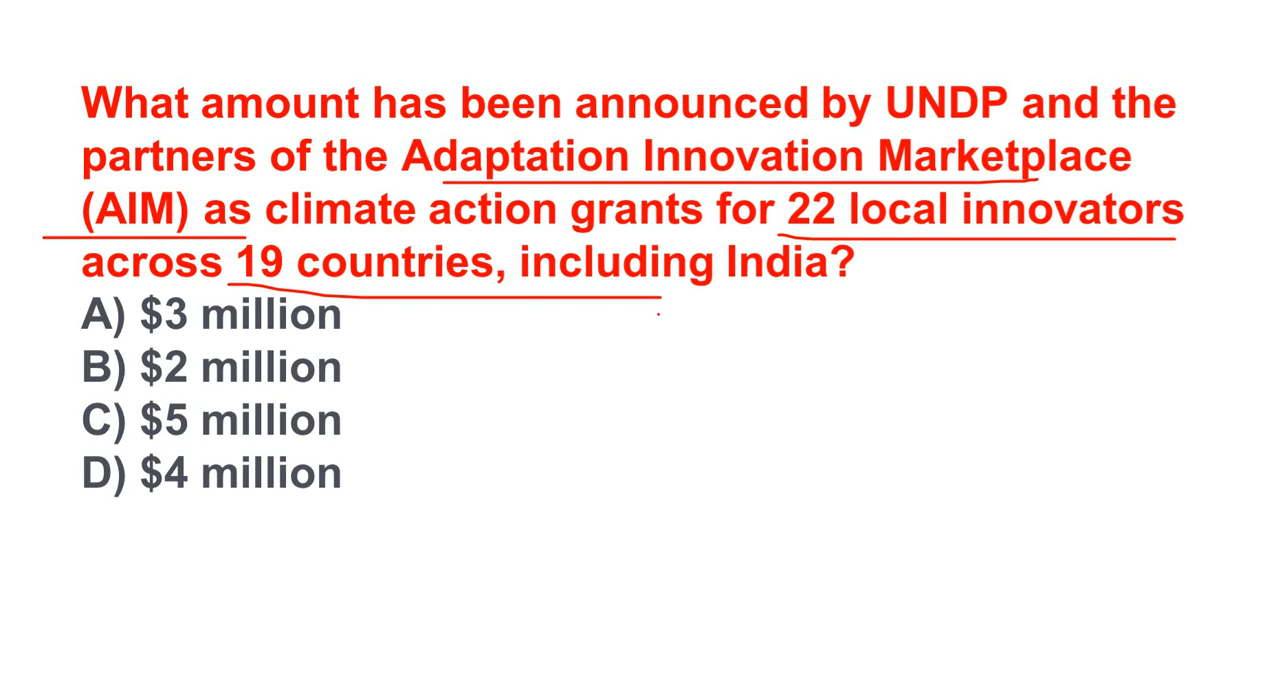 What amount has been announced by UNDP and the
partners of the Adaptation Innovation Marketplace
(AIM) as climate action grants for 22 local innovators
across 19 countries, including India?
A) $3 million
B) $2 million
C) $5 million
D) $4 million